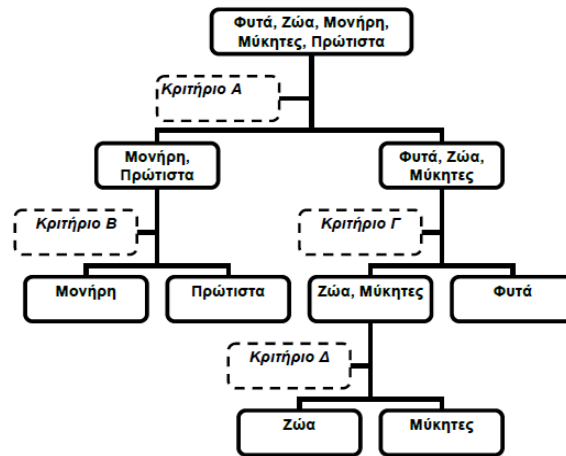 Φυτά, Ζώα, Μονήρη,
Μύκητες, Πρώτιστα
Κριτήριο Α
Μονήρη,
Πρώτιστα
Φυτά, Ζώα,
Μύκητες
Κριτήριο Β
Κριτήριο Γ
Μονήρη
Πρώτιστα
Ζώα, Μύκητες
Φυτά
Κριτήριο Δ
Ζώα
Μύκητες